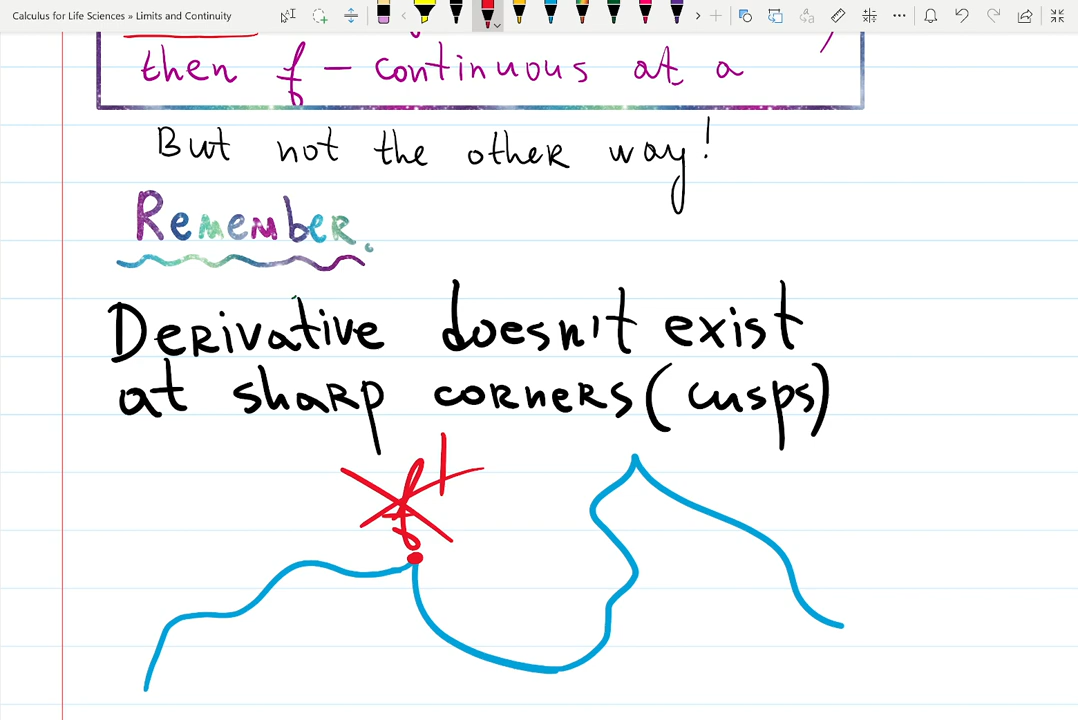 Calculus for Life Sciences » Limits and Continuity
then f – continuous at a
But not the other way!
Remember.
Derivative doesn't exist
at sharp corners (cusps)
f'